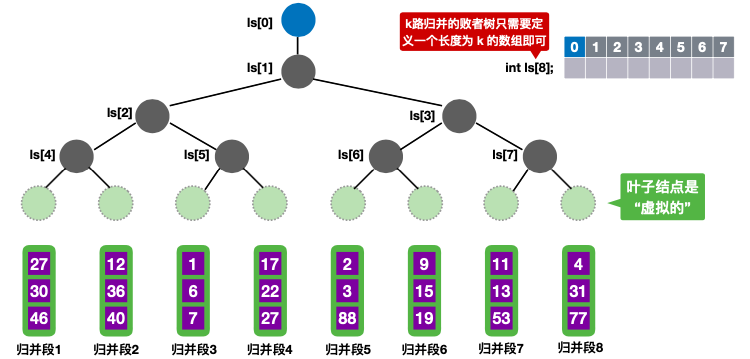 ls[0]
k路归并的败者树只需要定
义一个长度为 k 的数组即可
0 1 2 3 4 5 6 7
int ls[8];
ls[1]
ls[2]
ls[3]
ls[4]
ls[5]
ls[6]
ls[7]
叶子结点是
“虚拟的”
27 12 1 17 2 9 11 4
30 36 6 22 3 15 13 31
46 40 7 27 88 19 53 77
归并段1 归并段2 归并段3 归并段4 归并段5 归并段6 归并段7 归并段8